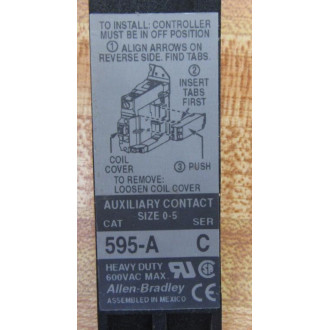 TO INSTALL: CONTROLLER
MUST BE IN OFF POSITION
① ALIGN ARROWS ON
REVERSE SIDE. FIND TABS.
②
INSERT
TABS
FIRST
COIL
COVER
③ PUSH
TO REMOVE:
LOOSEN COIL COVER
AUXILIARY CONTACT
SIZE 0-5
CAT SER
595-A C
HEAVY DUTY
600VAC MAX.
Allen-Bradley
ASSEMBLED IN MEXICO